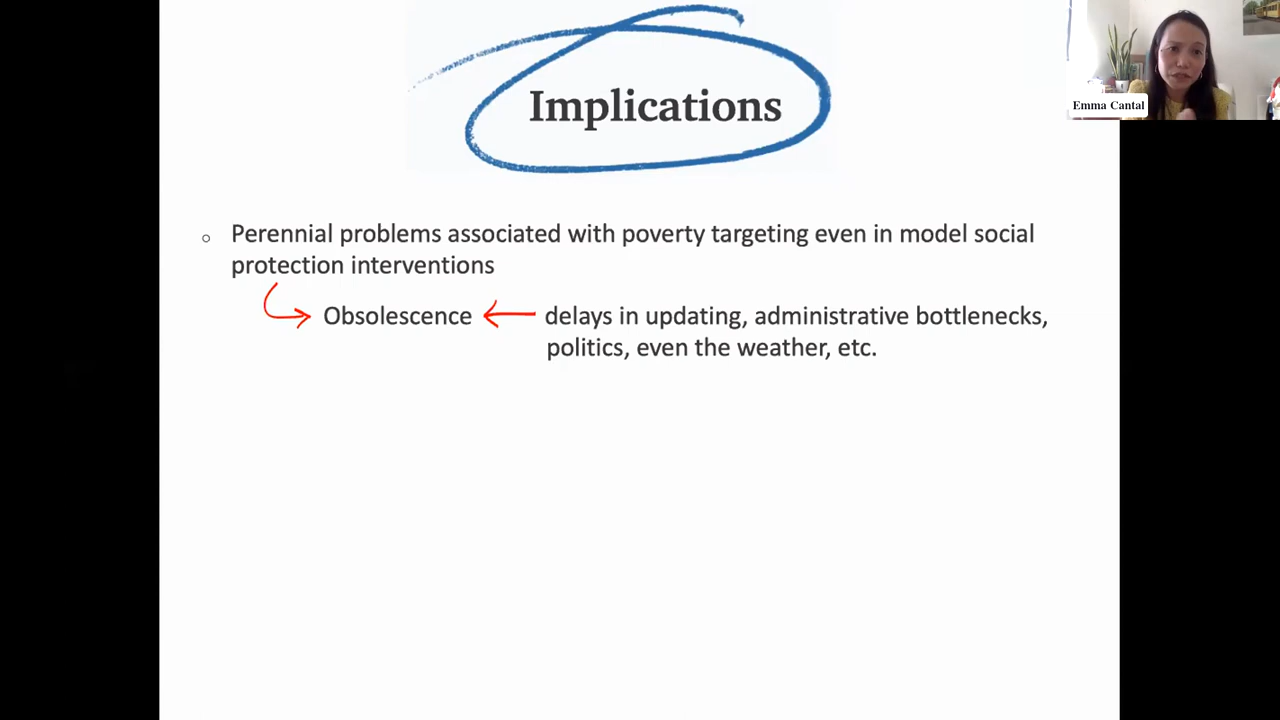 Implications
Emma Cantal
Perennial problems associated with poverty targeting even in model social
protection interventions
Obsolescence
delays in updating, administrative bottlenecks,
politics, even the weather, etc.